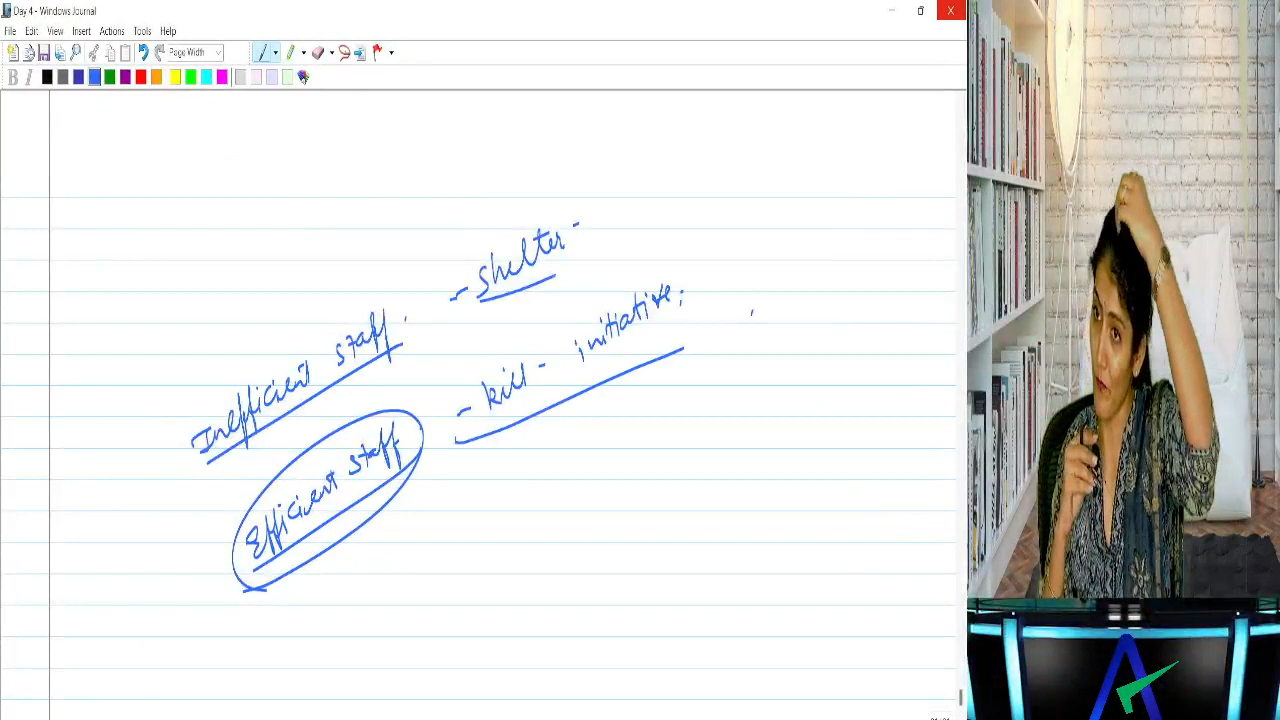 Day 4 - Windows Journal
File Edit View Insert Actions Tools Help
Page Width
B I
- Shelter -
Inefficient staff.
- kill - initiative;
Efficient staff